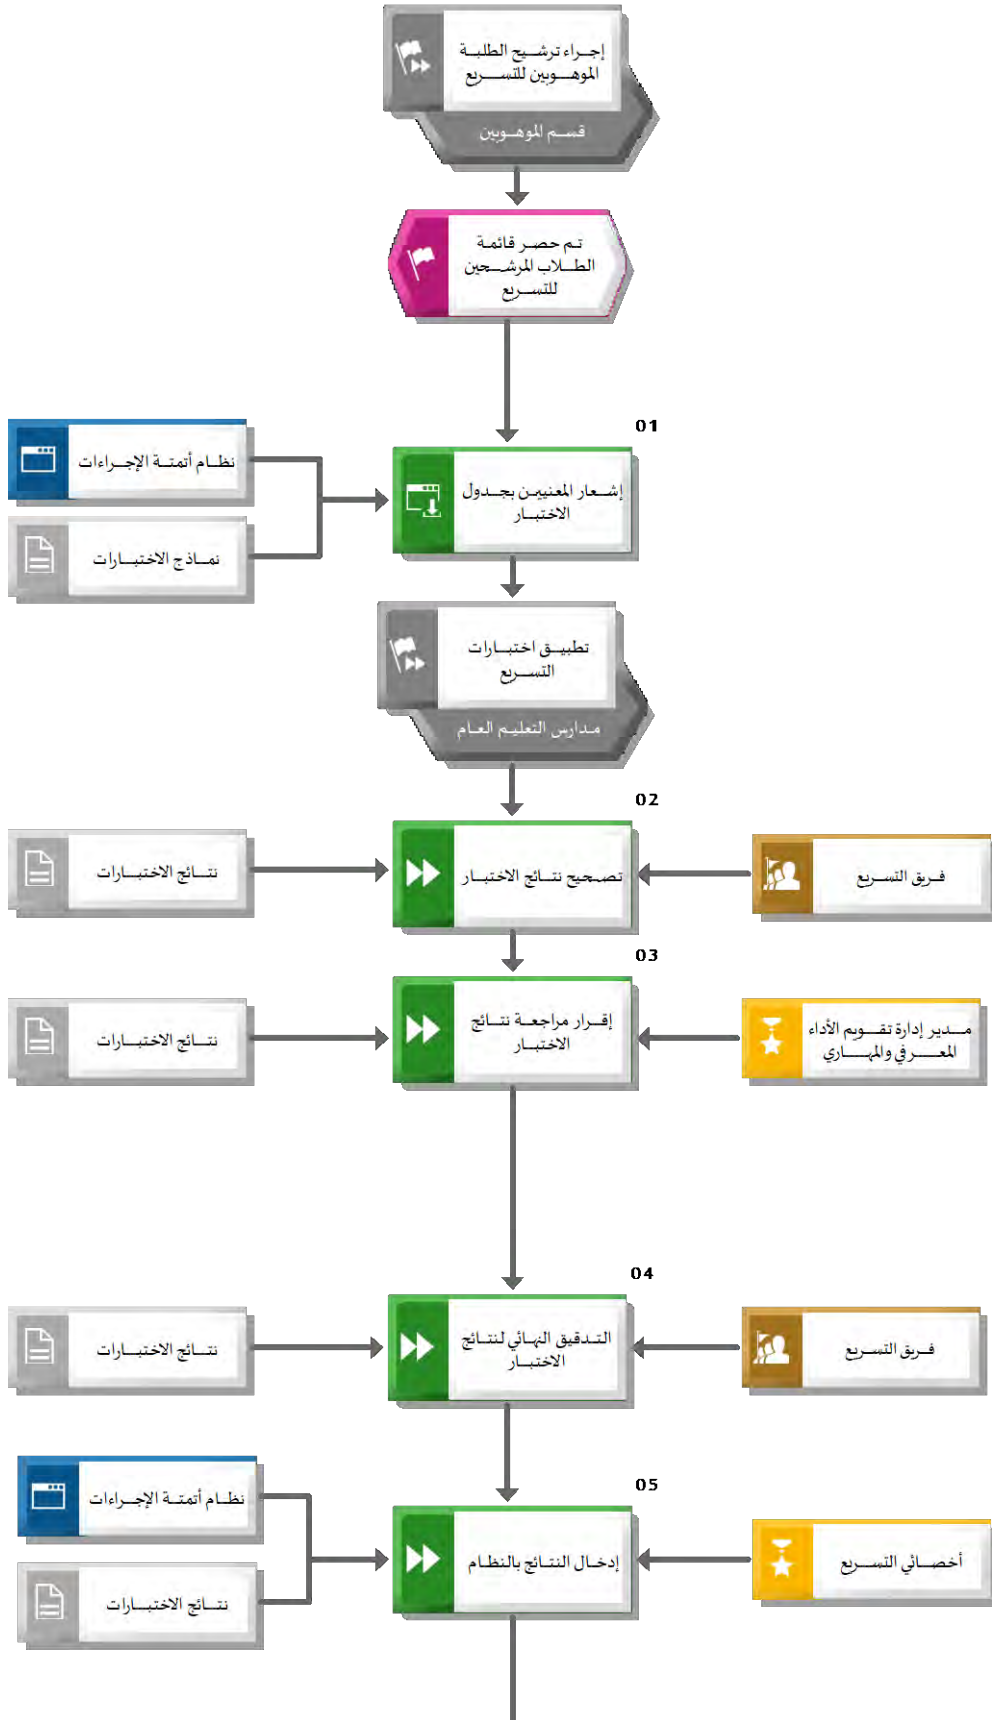 إجراء ترشيح الطلبة
الموهوبين للتسريع
قسم الموهوبين
تم حصر قائمة
الطلاب المرشحين
للتسريع
01
نظام أتمتة الإجراءات
نماذج الاختبارات
إشعار المعنيين بجدول
الاختبار
تطبيق اختبارات
التسريع
مدارس التعليم العام
02
فريق التسريع
تصحيح نتائج الاختبار
نتائج الاختبارات
03
مدير إدارة تقويم الأداء
المعرفي والمهاري
إقرار مراجعة نتائج
الاختبار
نتائج الاختبارات
04
فريق التسريع
التدقيق النهائي لنتائج
الاختبار
نتائج الاختبارات
05
أخصائي التسريع
إدخال النتائج بالنظام
نظام أتمتة الإجراءات
نتائج الاختبارات